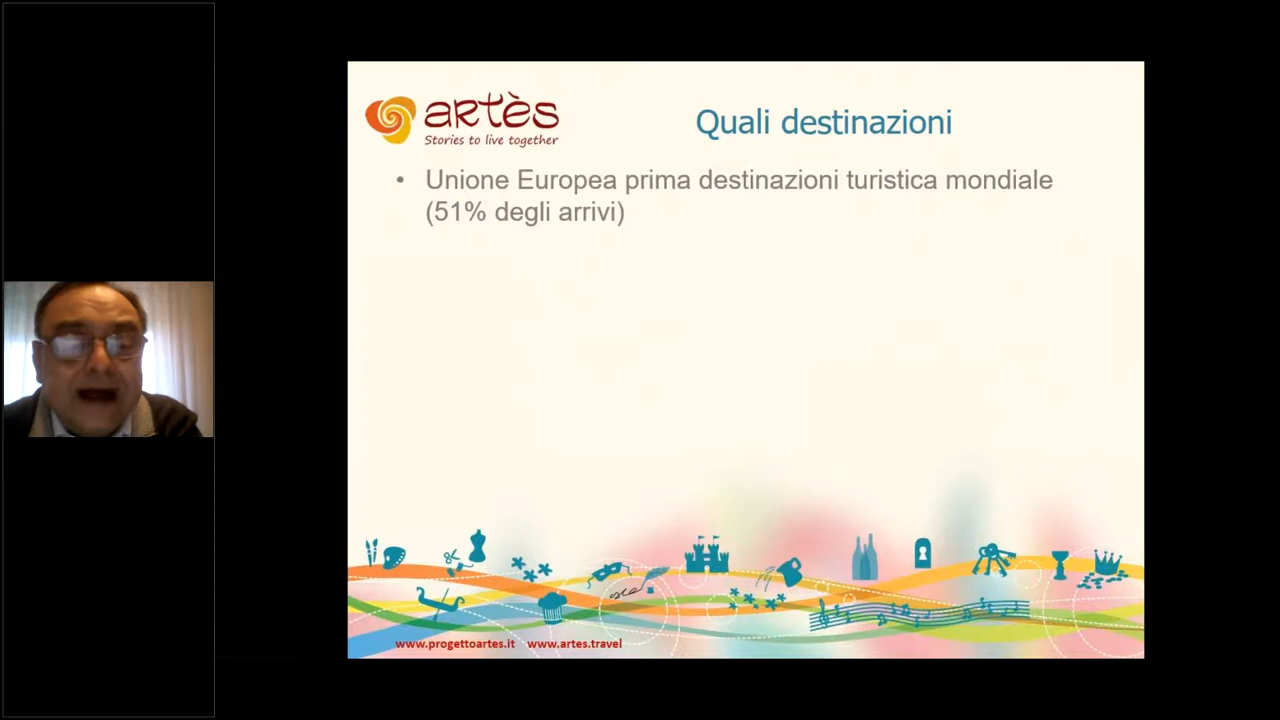 artès
Stories to live together
Quali destinazioni
• Unione Europea prima destinazioni turistica mondiale
(51% degli arrivi)
www.progettoartes.it www.artes.travel